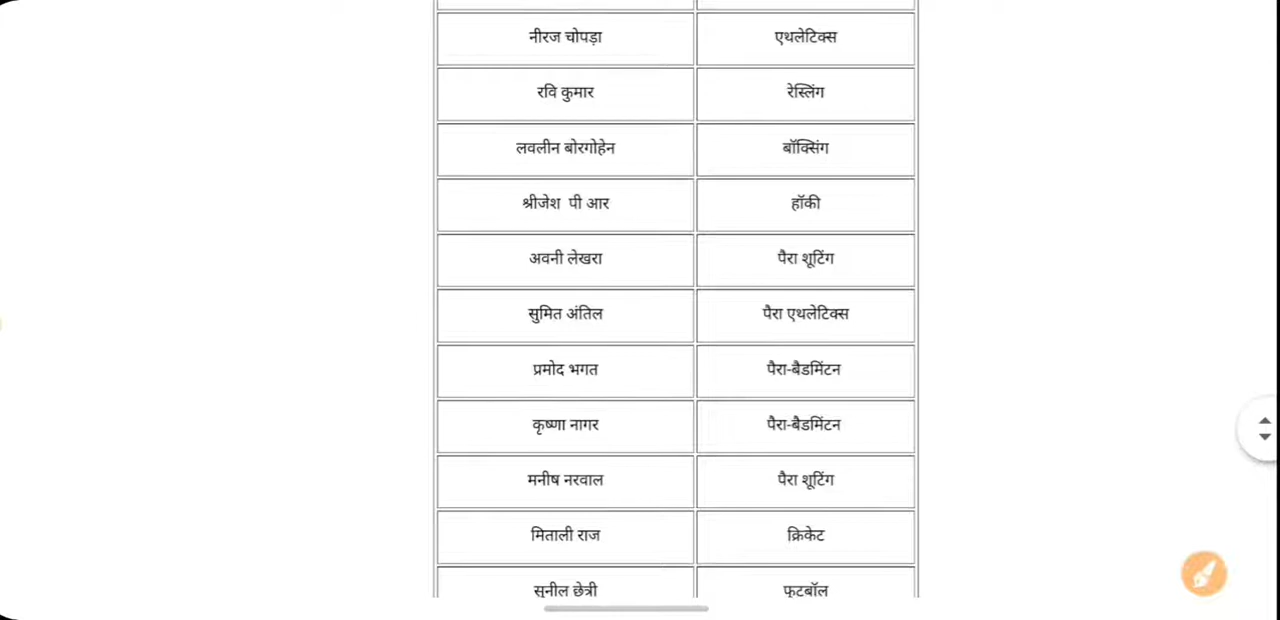 नीरज चोपड़ा एथलेटिक्स
रवि कुमार रेस्लिंग
लवलीन बोरगोहेन बॉक्सिंग
श्रीजेश पी आर हॉकी
अवनी लेखरा पैरा शूटिंग
सुमित अंतिल पैरा एथलेटिक्स
प्रमोद भगत पैरा-बैडमिंटन
कृष्णा नागर पैरा-बैडमिंटन
मनीष नरवाल पैरा शूटिंग
मिताली राज क्रिकेट
सुनील छेत्री फुटबॉल